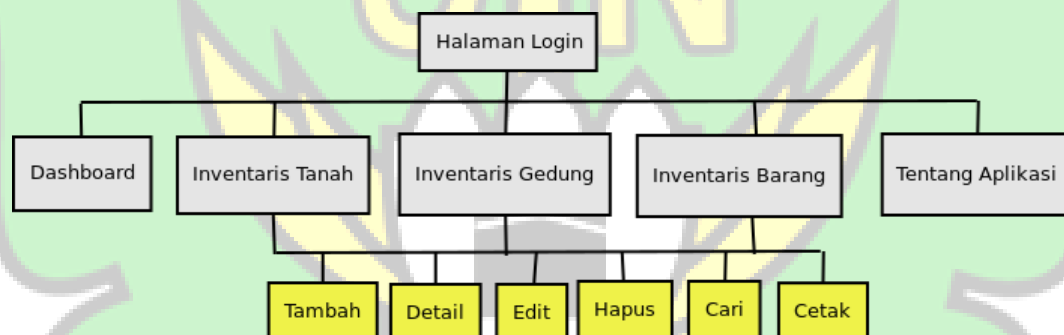 Halaman Login
Dashboard
Inventaris Tanah
Inventaris Gedung
Inventaris Barang
Tentang Aplikasi
Tambah
Detail
Edit
Hapus
Cari
Cetak